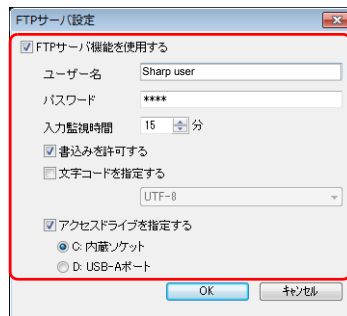 FTPサーバ設定
FTPサーバ機能を使用する
ユーザー名 Sharp user
パスワード ****
入力監視時間 15 分
書込みを許可する
文字コードを指定する
UTF-8
アクセスドライブを指定する
C: 内蔵ソケット
D: USB-Aポート
OK キャンセル